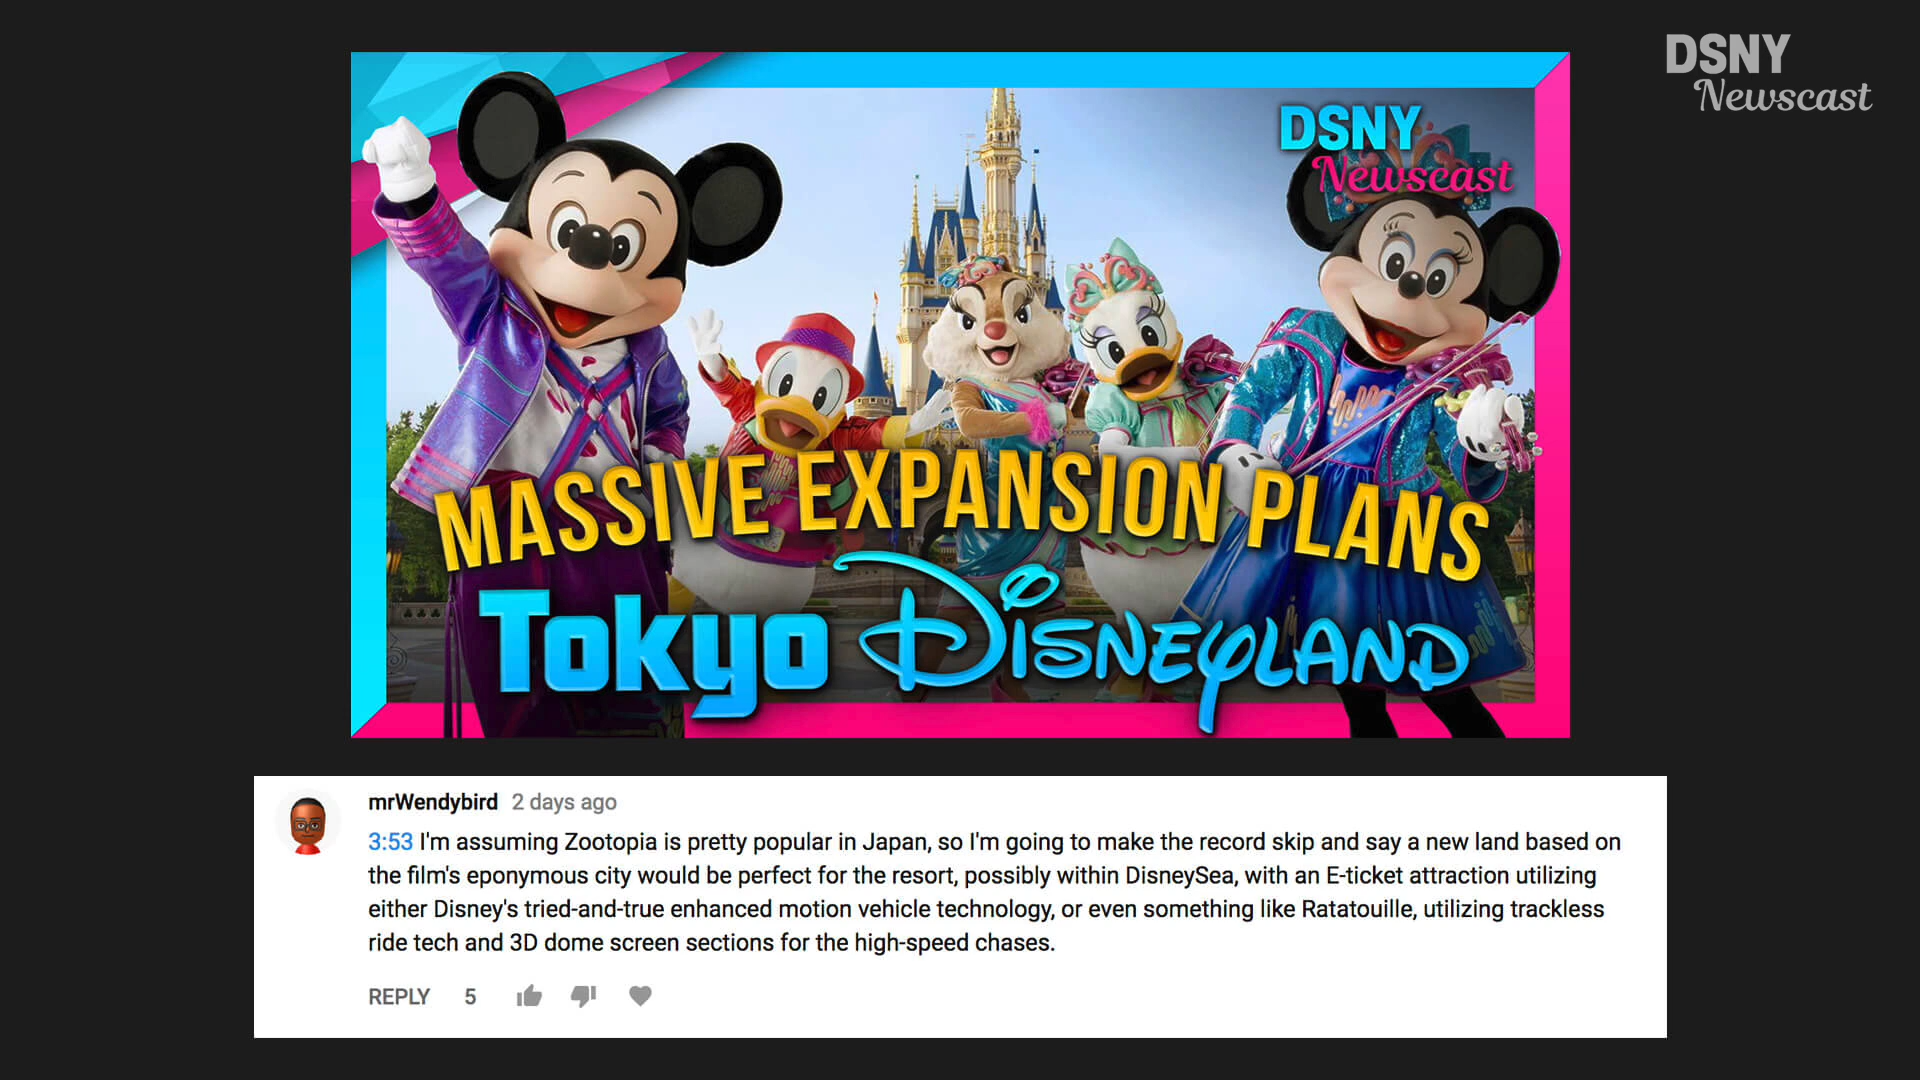 DSNY
Newscast
DSNY
Newscast
MASSIVE EXPANSION PLANS
Tokyo Disneyland
mrWendybird 2 days ago
3:53 I'm assuming Zootopia is pretty popular in Japan, so I'm going to make the record skip and say a new land based on
the film's eponymous city would be perfect for the resort, possibly within DisneySea, with an E-ticket attraction utilizing
either Disney's tried-and-true enhanced motion vehicle technology, or even something like Ratatouille, utilizing trackless
ride tech and 3D dome screen sections for the high-speed chases.
REPLY 5